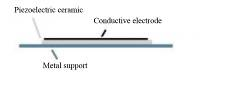 Piezoelectric ceramic
Conductive electrode
Metal support